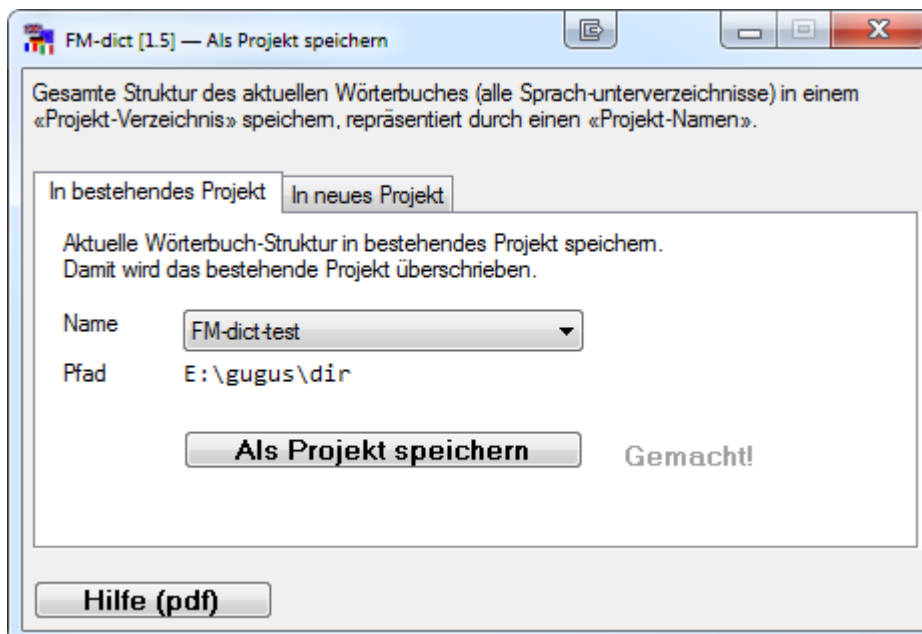 FM-dict [1.5] — Als Projekt speichern
Gesamte Struktur des aktuellen Wörterbuches (alle Sprach-unterverzeichnisse) in einem
«Projekt-Verzeichnis» speichern, repräsentiert durch einen «Projekt-Namen».
In bestehendes Projekt
In neues Projekt
Aktuelle Wörterbuch-Struktur in bestehendes Projekt speichern.
Damit wird das bestehende Projekt überschrieben.
Name FM-dict-test
Pfad E:\gugus\dir
Als Projekt speichern Gemacht!
Hilfe (pdf)